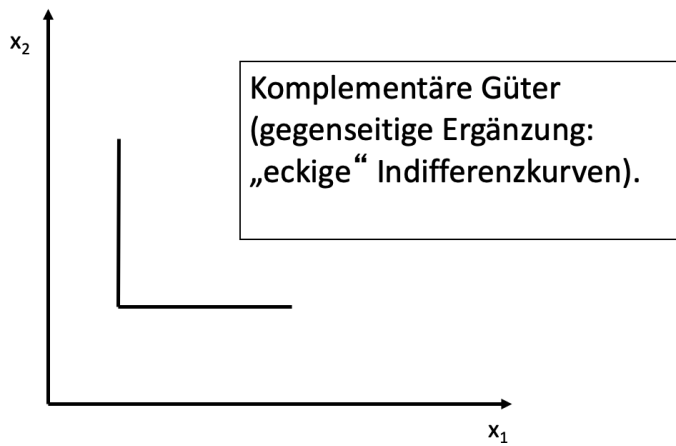 x₂
Komplementäre Güter
(gegenseitige Ergänzung:
„eckige“ Indifferenzkurven).
x₁